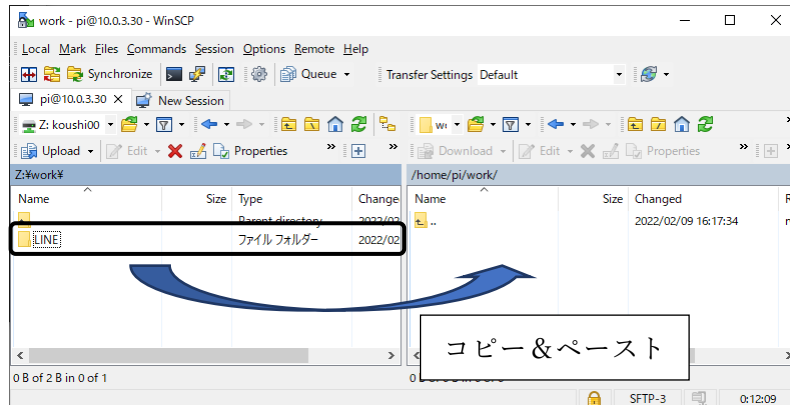 work - pi@10.0.3.30 - WinSCP
Local Mark Files Commands Session Options Remote Help
Synchronize Queue Transfer Settings Default
pi@10.0.3.30 × New Session
Z: koushi00
Upload Edit Properties » » Download Edit Properties »
Z:¥work¥ /home/pi/work/
Name Size Type Change Name Size Changed
Parent directory 2022/02 .. 2022/02/09 16:17:34
LINE ファイル フォルダー 2022/02
コピー＆ペースト
0 B of 2 B in 0 of 1
SFTP-3 0:12:09